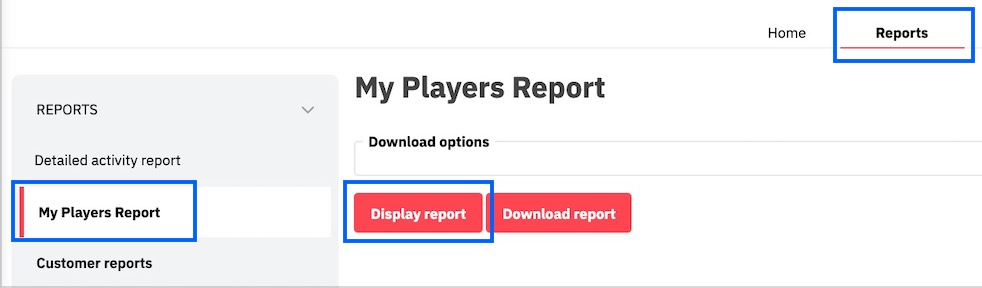 Home
Reports
REPORTS
Detailed activity report
My Players Report
Customer reports
My Players Report
Download options
Display report
Download report